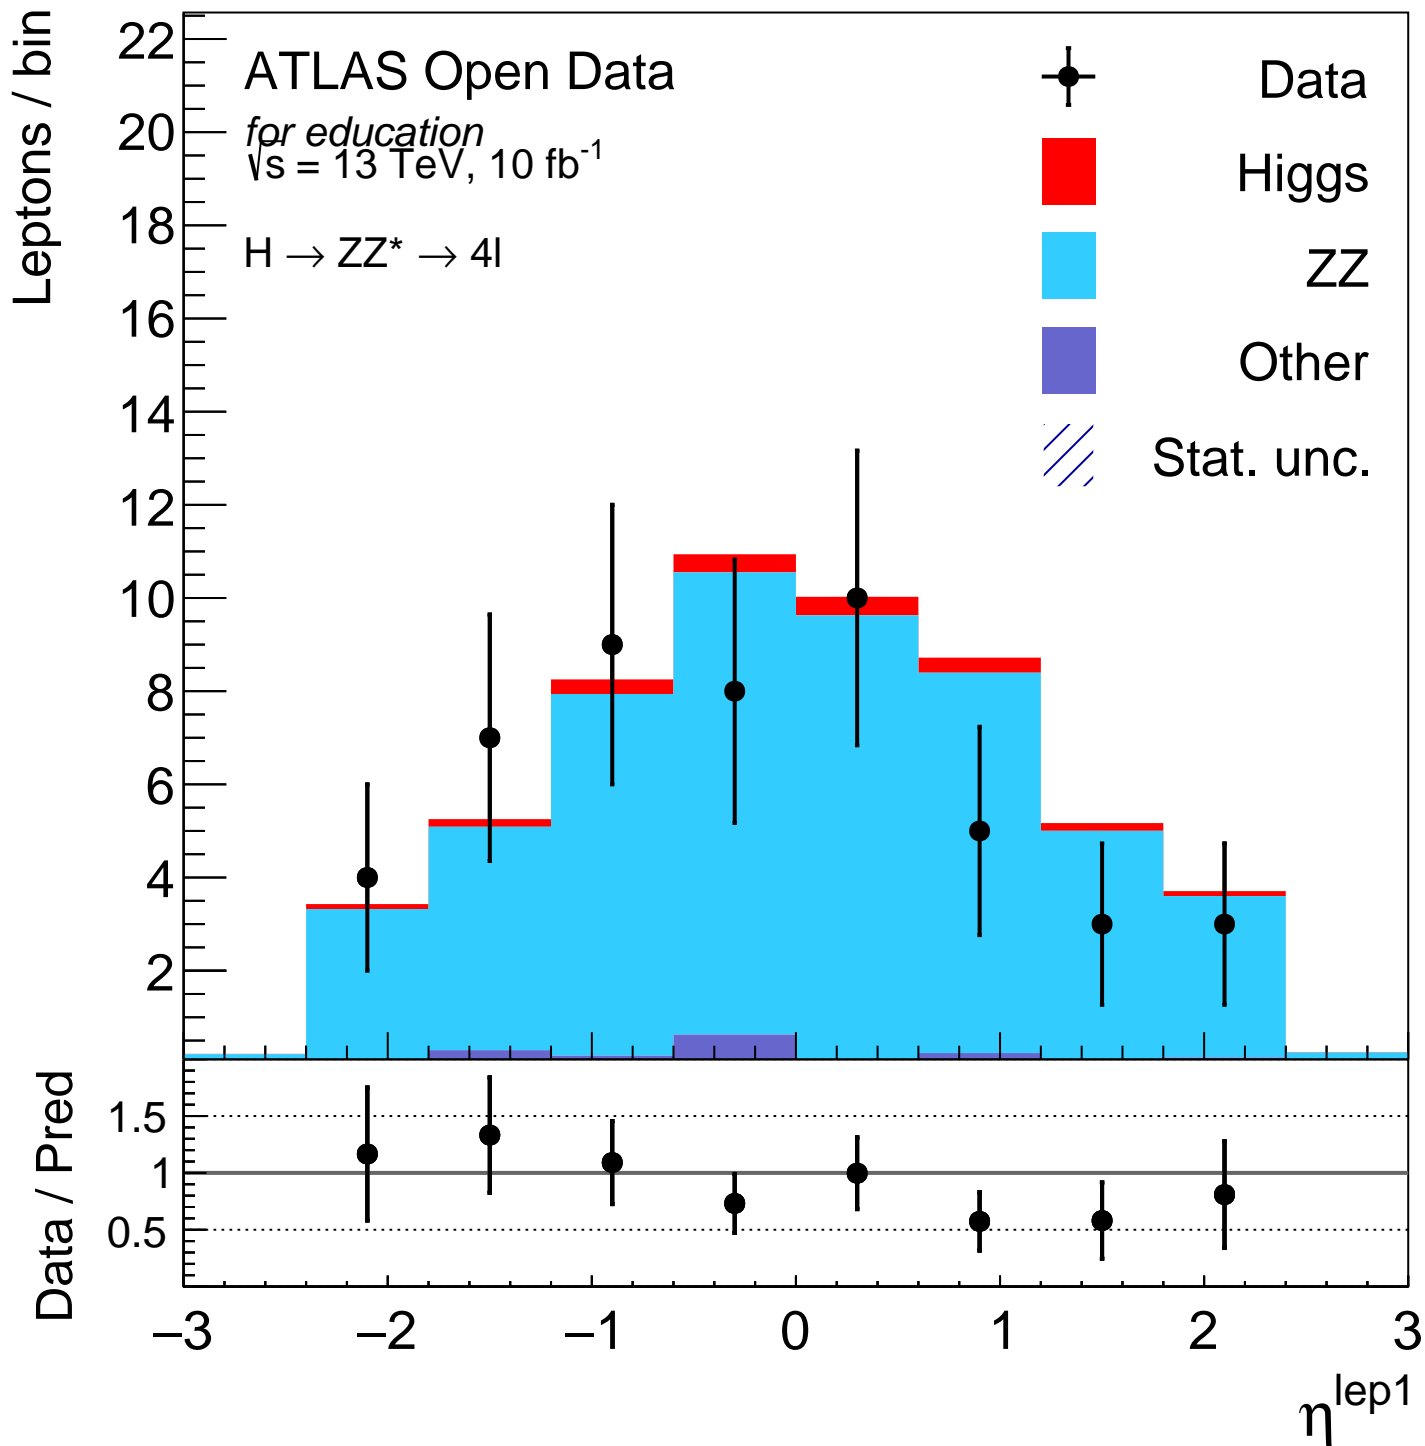 Leptons / bin
22
20
18
16
14
12
10
8
6
4
2
ATLAS Open Data
for education
√s = 13 TeV, 10 fb⁻¹
H → ZZ* → 4l
Data
Higgs
ZZ
Other
Stat. unc.
Data / Pred
1.5
1
0.5
−3 −2 −1 0 1 2 3
η^lep1